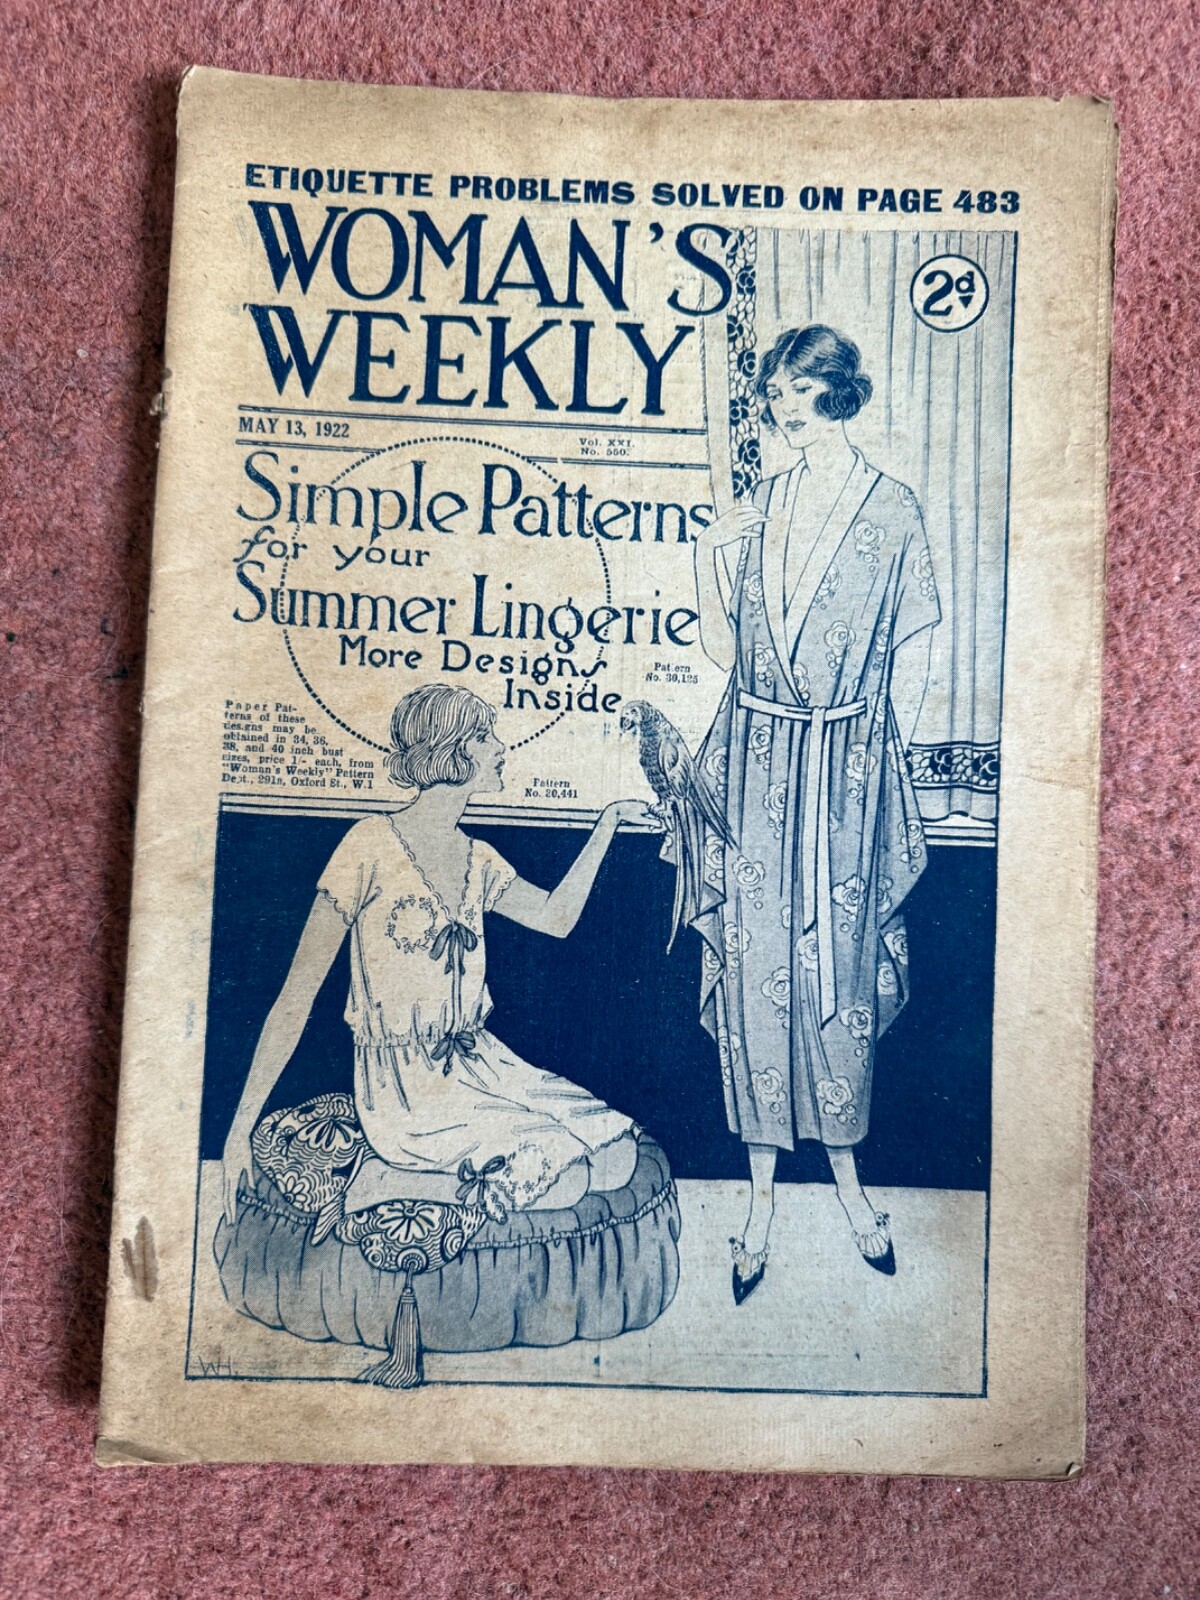 ETIQUETTE PROBLEMS SOLVED ON PAGE 483
WOMAN'S
WEEKLY
2d
MAY 13, 1922
Vol. XXI.
No. 550.
Simple Patterns
for your
Summer Lingerie
More Designs
Inside
Pattern
No. 30,125
Paper Pat-
terns of these
designs may be
obtained in 34, 36,
38, and 40 inch bust
sizes, price 1/- each, from
"Woman's Weekly" Pattern
Dept., 291a, Oxford St., W.1
Pattern
No. 20,441
WH.